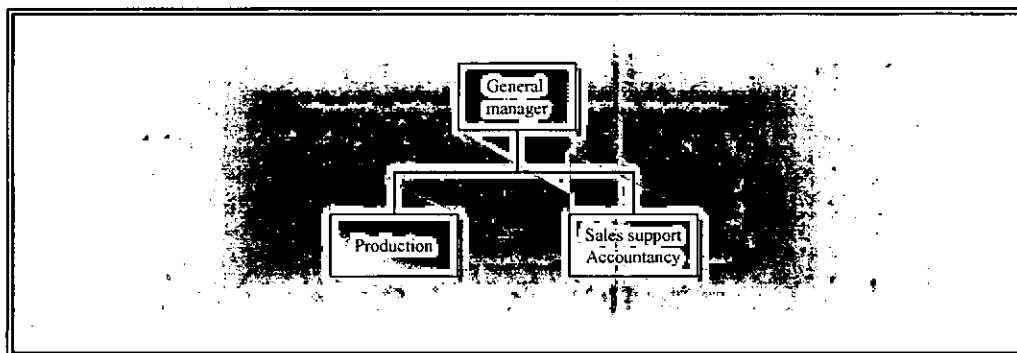 General
manager
Production
Sales support
Accountancy